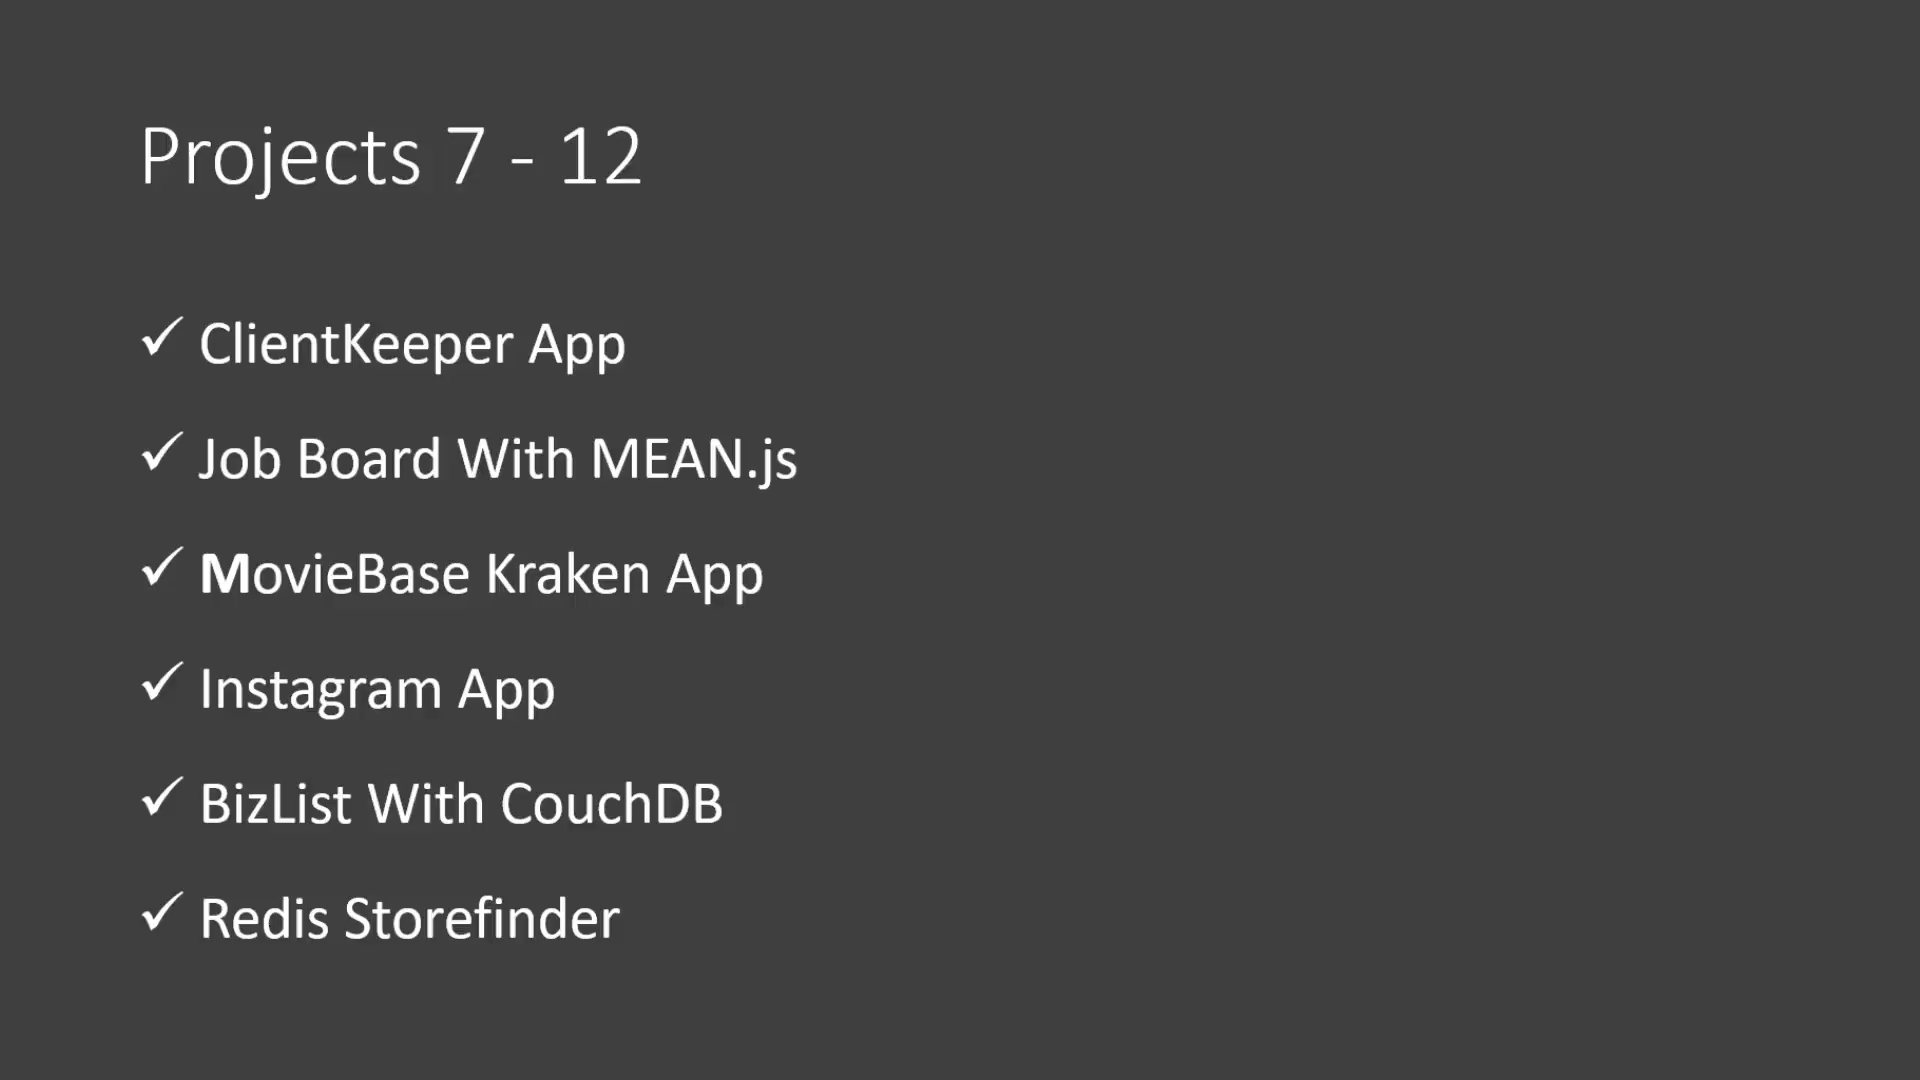 Projects 7 - 12
✓ ClientKeeper App
✓ Job Board With MEAN.js
✓ MovieBase Kraken App
✓ Instagram App
✓ BizList With CouchDB
✓ Redis Storefinder